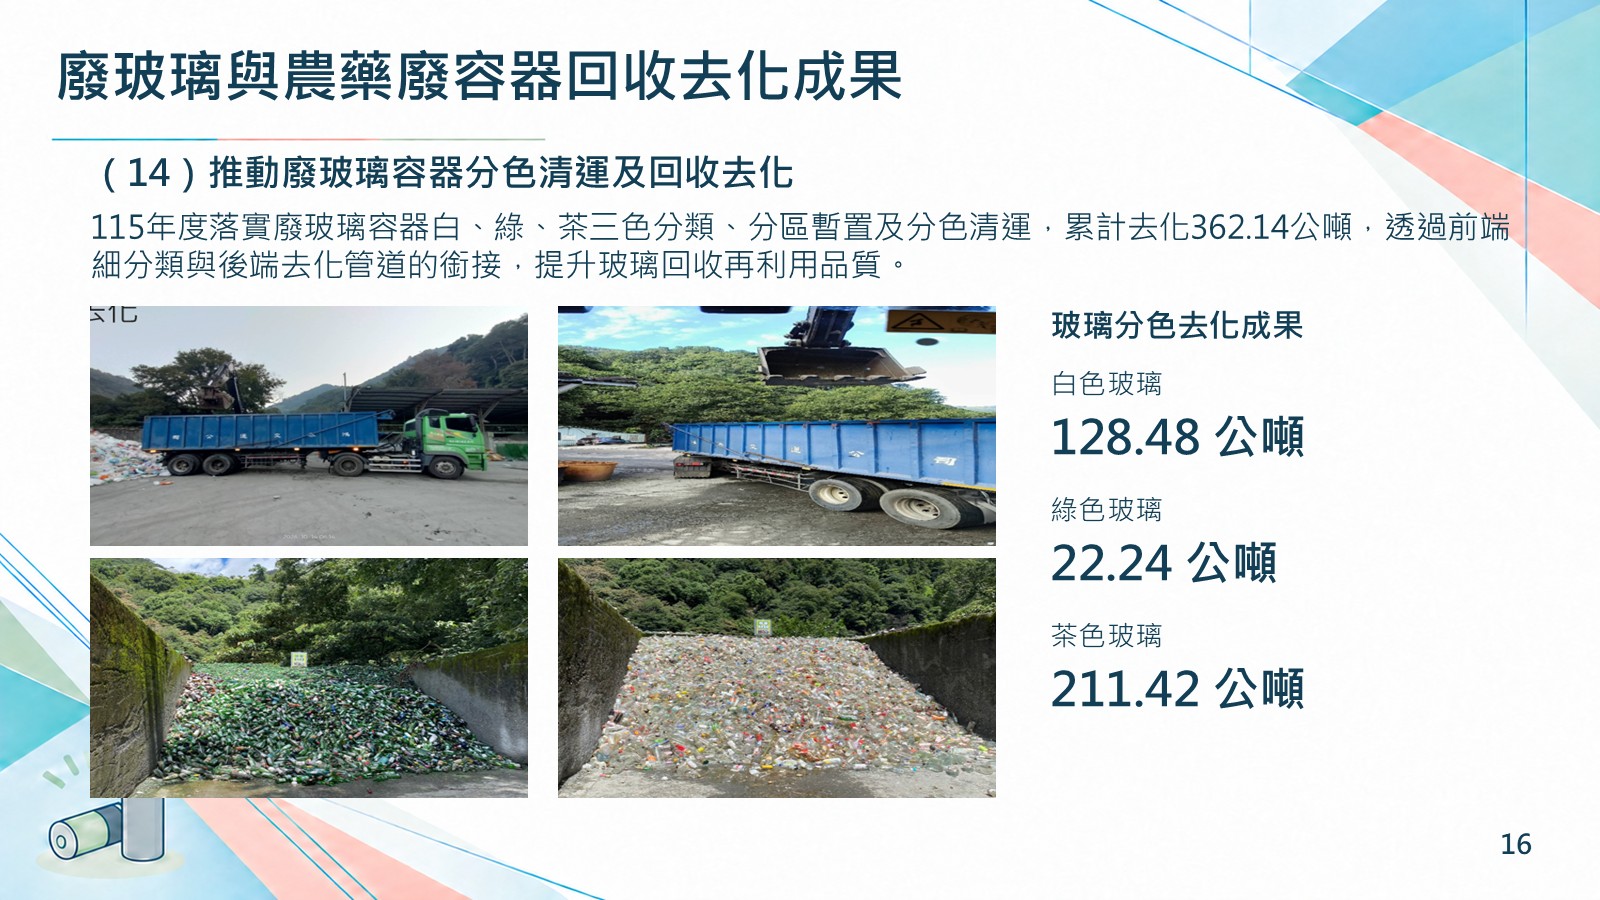 廢玻璃與農藥廢容器回收去化成果
（14）推動廢玻璃容器分色清運及回收去化
115年度落實廢玻璃容器白、綠、茶三色分類、分區暫置及分色清運，累計去化362.14公噸，透過前端
細分類與後端去化管道的銜接，提升玻璃回收再利用品質。
去化
玻璃分色去化成果
白色玻璃
128.48 公噸
綠色玻璃
22.24 公噸
茶色玻璃
211.42 公噸
16